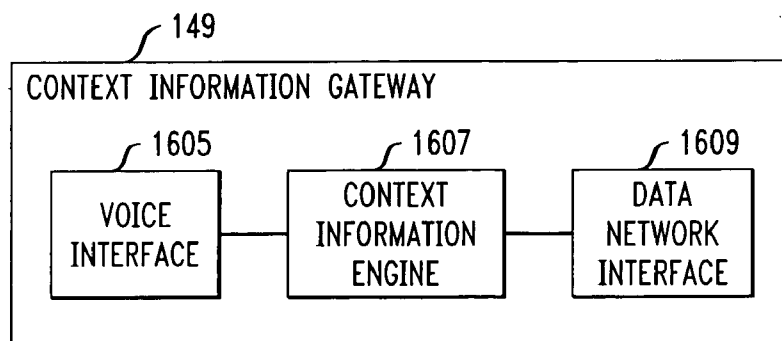 149
CONTEXT INFORMATION GATEWAY
1605
1607
1609
VOICE
INTERFACE
CONTEXT
INFORMATION
ENGINE
DATA
NETWORK
INTERFACE